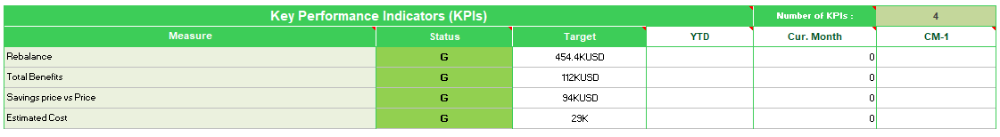 Key Performance Indicators (KPIs) Number of KPIs : 4
Measure Status Target YTD Cur. Month CM-1
Rebalance G 454.4KUSD 0
Total Benefits G 112KUSD 0
Savings price vs Price G 94KUSD 0
Estimated Cost G 29K 0